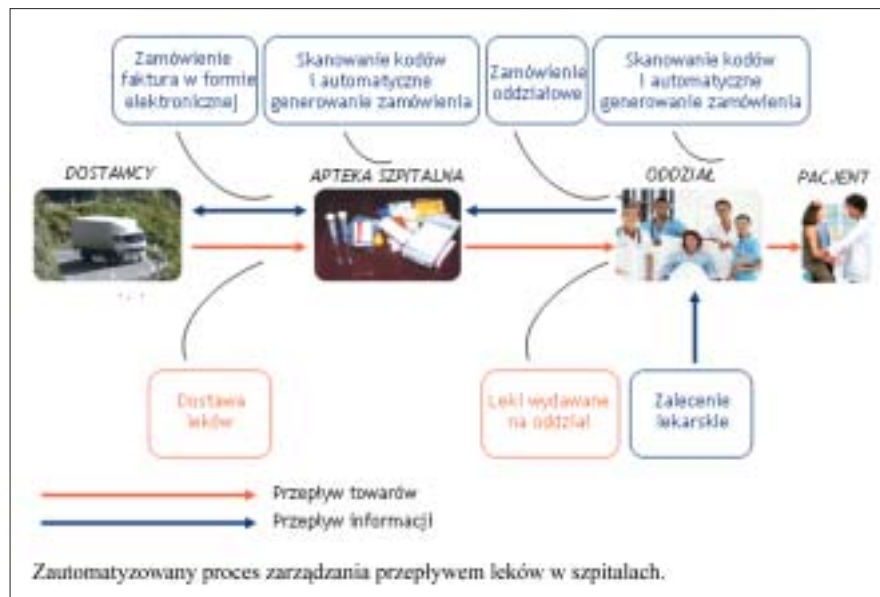 Zamówienie
faktura w formie
elektronicznej
Skanowanie kodów
i automatyczne
generowanie zamówienia
Zamówienie
oddziałowe
Skanowanie kodów
i automatyczne
generowanie zamówienia
DOSTAWCY
APTEKA SZPITALNA
ODDZIAŁ
PACJENT
Dostawa
leków
Leki wydawane
na oddział
Zalecenie
lekarskie
Przepływ towarów
Przepływ informacji
Zautomatyzowany proces zarządzania przepływem leków w szpitalach.